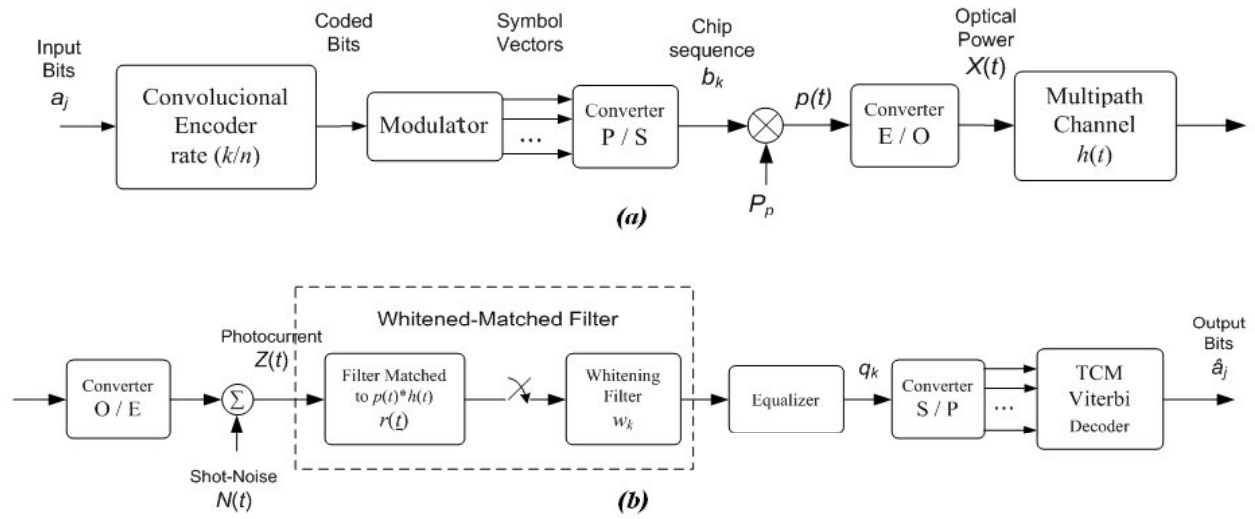 Input
Bits
a_j
Convolucional
Encoder
rate (k/n)
Coded
Bits
Modulator
Symbol
Vectors
...
Converter
P / S
Chip
sequence
b_k
P_p
p(t)
Converter
E / O
Optical
Power
X(t)
Multipath
Channel
h(t)
(a)
Converter
O / E
Σ
Shot-Noise
N(t)
Photocurrent
Z(t)
Whitened-Matched Filter
Filter Matched
to p(t)*h(t)
r(t)
Whitening
Filter
w_k
Equalizer
q_k
Converter
S / P
...
TCM
Viterbi
Decoder
Output
Bits
â_j
(b)